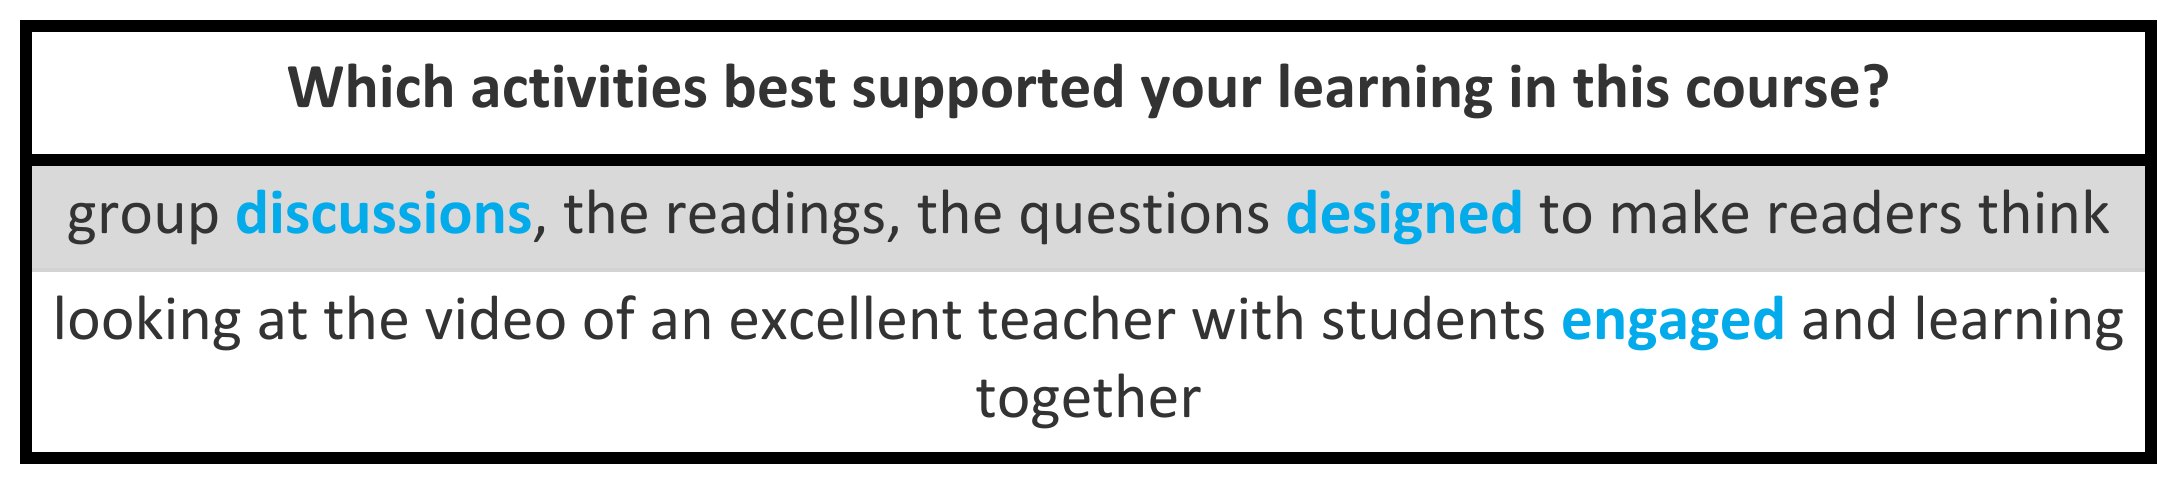 Which activities best supported your learning in this course?
group discussions, the readings, the questions designed to make readers think
looking at the video of an excellent teacher with students engaged and learning
together